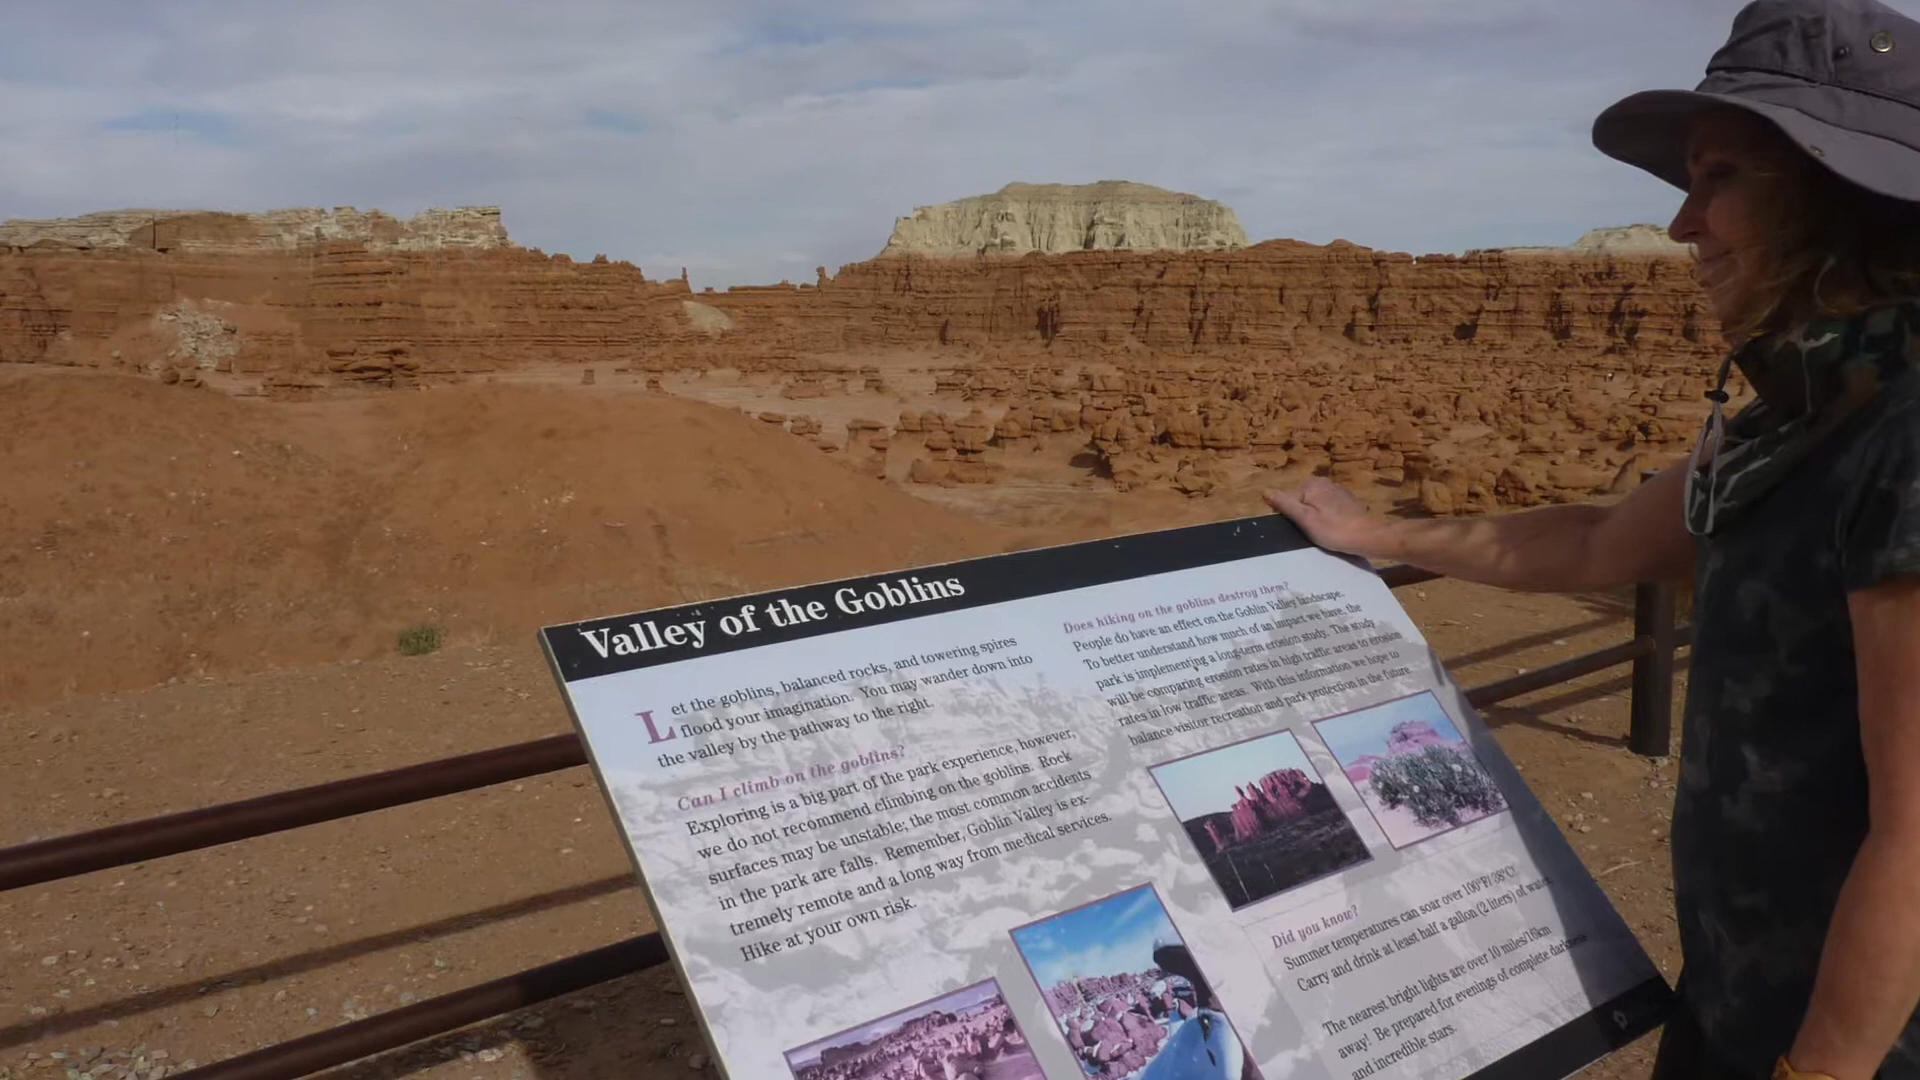 Valley of the Goblins
Let the goblins, balanced rocks, and towering spires
flood your imagination. You may wander down into
the valley by the pathway to the right.
Can I climb on the goblins?
Exploring is a big part of the park experience, however,
we do not recommend climbing on the goblins. Rock
surfaces may be unstable; the most common accidents
in the park are falls. Remember, Goblin Valley is ex-
tremely remote and a long way from medical services.
Hike at your own risk.
Does hiking on the goblins destroy them?
People do have an effect on the Goblin Valley landscape.
To better understand how much of an impact we have, the
park is implementing a long-term erosion study. The study
will be comparing erosion rates in high traffic areas to erosion
rates in low traffic areas. With this information we hope to
balance visitor recreation and park protection in the future.
Did you know?
Summer temperatures can soar over 100°F/38°C!
Carry and drink at least half a gallon (2 liters) of water.
The nearest bright lights are over 10 miles/16km
away! Be prepared for evenings of complete darkness
and incredible stars.